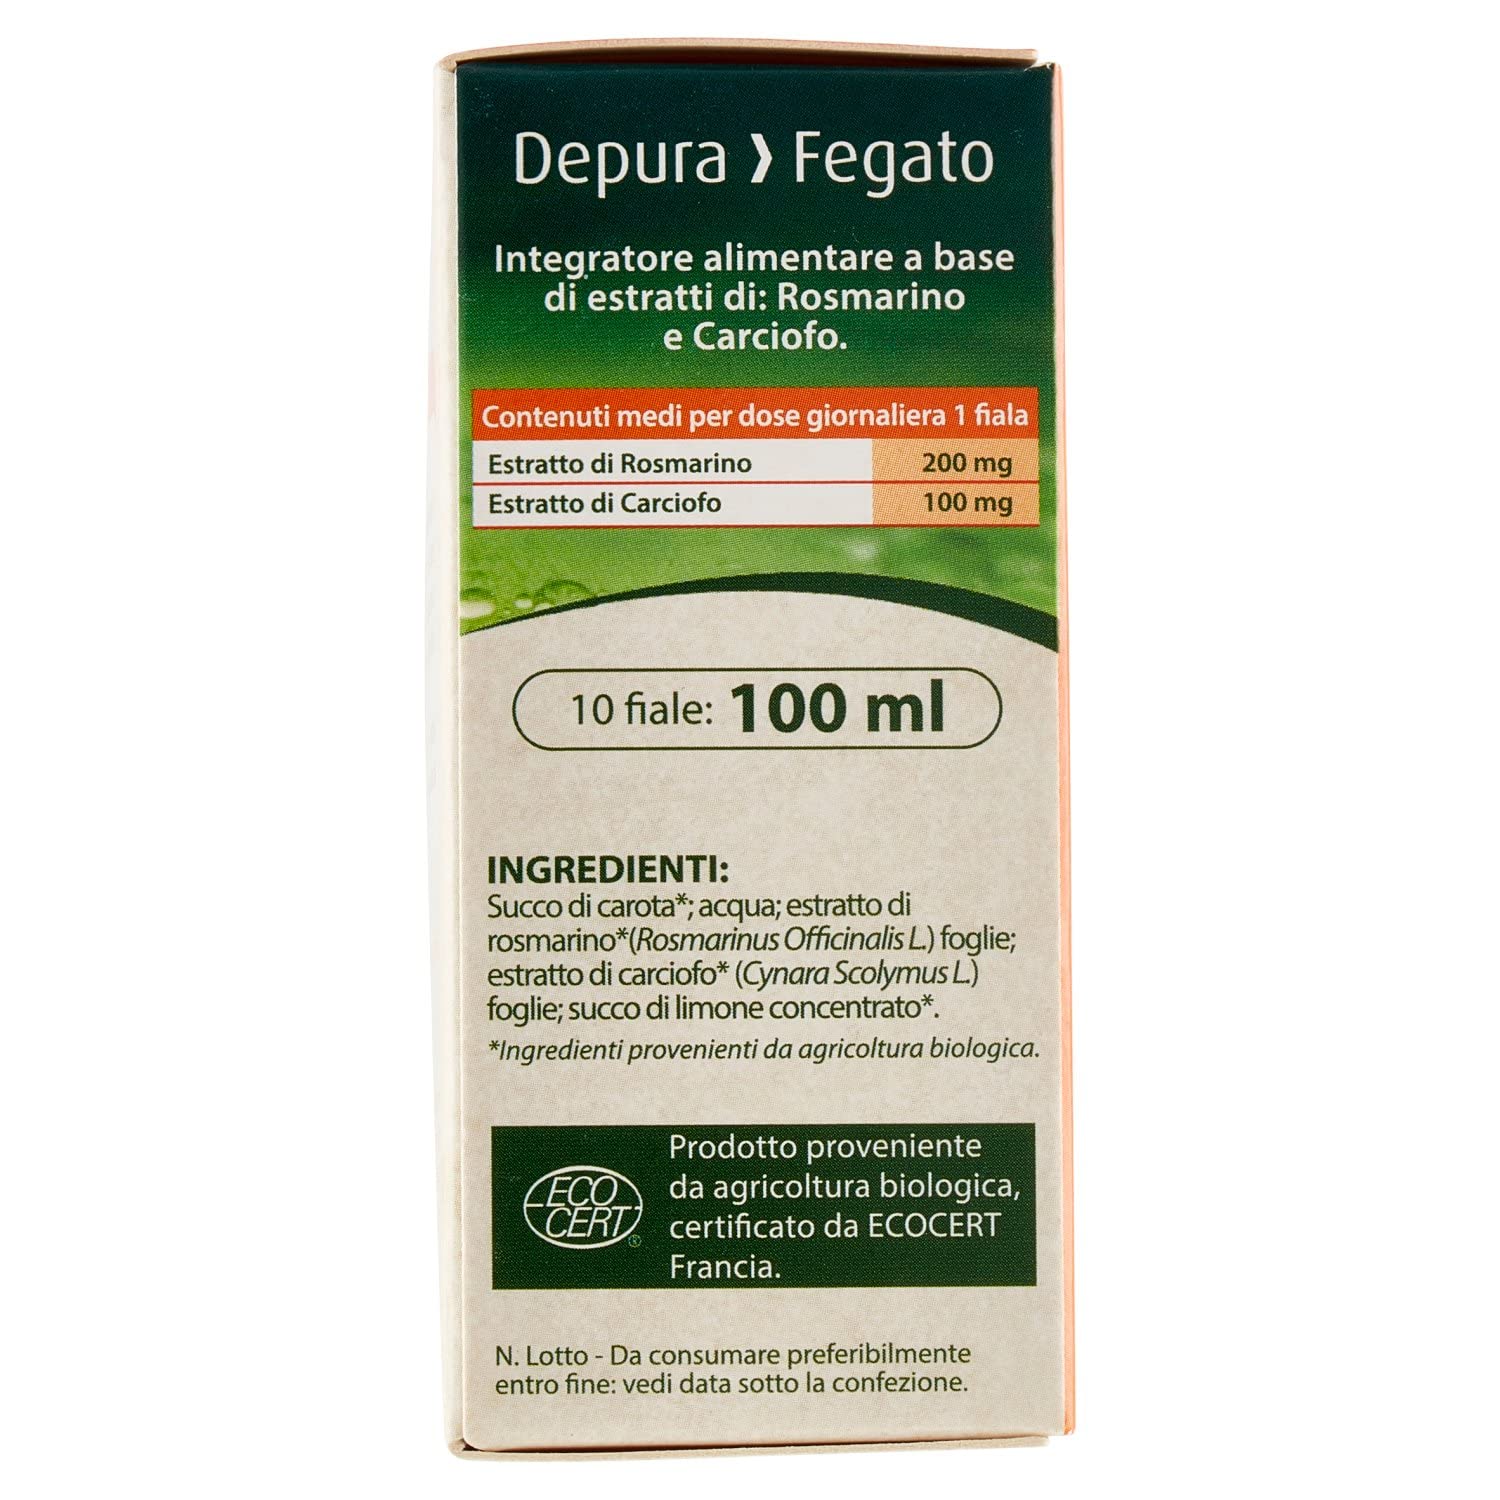 Depura ❭ Fegato
Integratore alimentare a base
di estratti di: Rosmarino
e Carciofo.
Contenuti medi per dose giornaliera 1 fiala
Estratto di Rosmarino 200 mg
Estratto di Carciofo 100 mg
10 fiale: 100 ml
INGREDIENTI:
Succo di carota*; acqua; estratto di
rosmarino*(Rosmarinus Officinalis L.) foglie;
estratto di carciofo* (Cynara Scolymus L.)
foglie; succo di limone concentrato*.
*Ingredienti provenienti da agricoltura biologica.
ECO
CERT
®
Prodotto proveniente
da agricoltura biologica,
certificato da ECOCERT
Francia.
N. Lotto - Da consumare preferibilmente
entro fine: vedi data sotto la confezione.